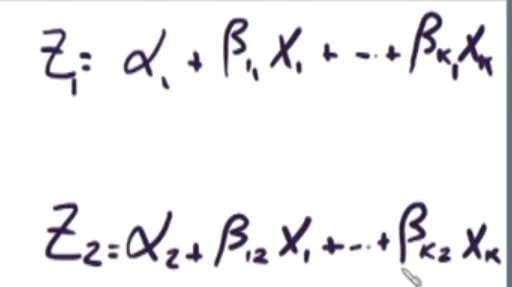 Z₁ = α₁ + β₁₁ X₁ + ... + βₖ₁ Xₖ
Z₂ = α₂ + β₁₂ X₁ + ... + βₖ₂ Xₖ